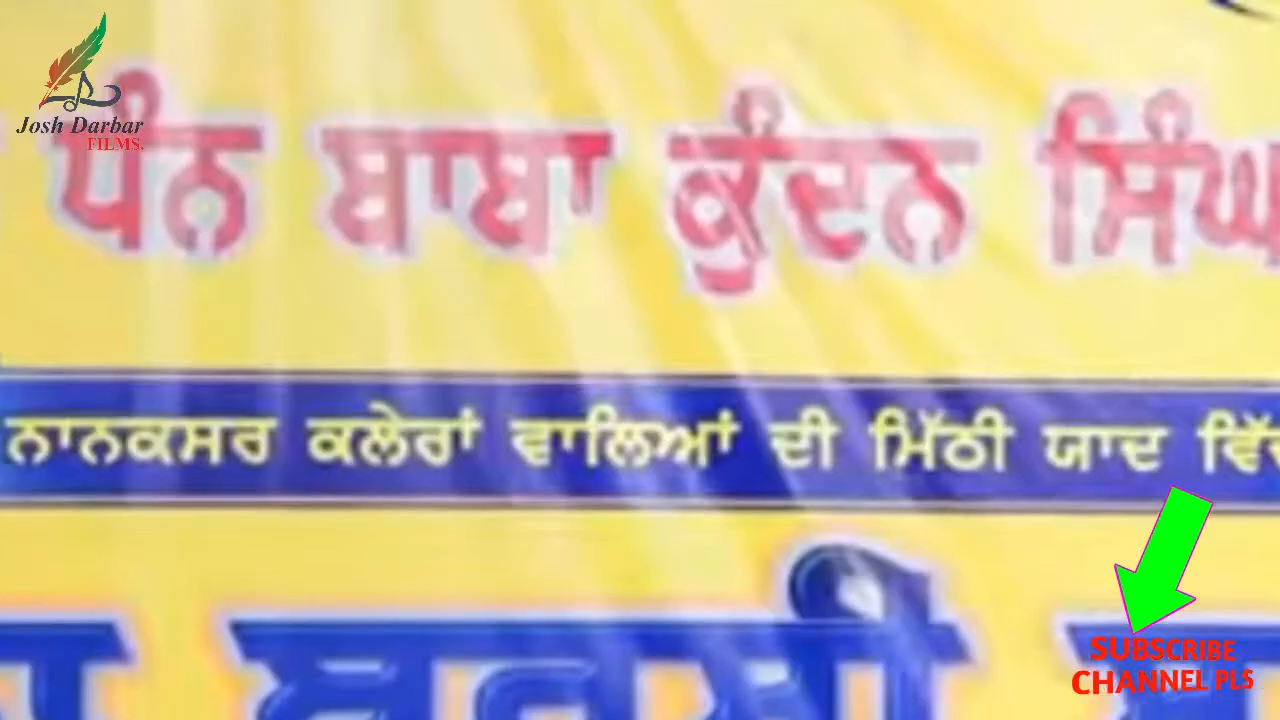 Josh Darbar
FILMS.
ਧੰਨ ਬਾਬਾ ਕੁੰਦਨ ਸਿੰਘ
ਨਾਨਕਸਰ ਕਲੇਰਾਂ ਵਾਲਿਆਂ ਦੀ ਮਿੱਠੀ ਯਾਦ ਵਿੱਚ
SUBSCRIBE
CHANNEL PLS